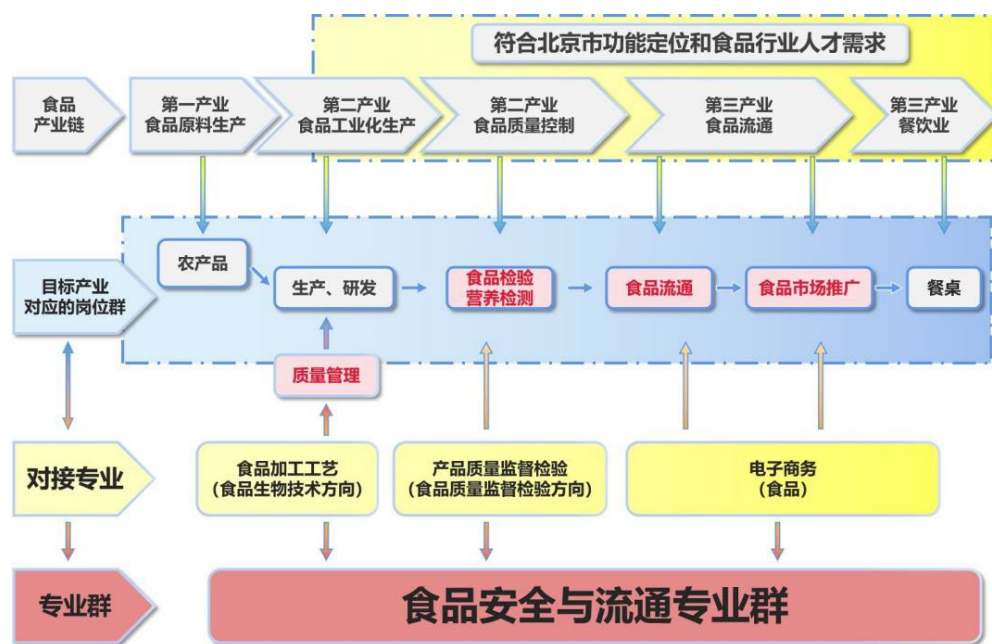 符合北京市功能定位和食品行业人才需求
食品
产业链
第一产业
食品原料生产
第二产业
食品工业化生产
第二产业
食品质量控制
第三产业
食品流通
第三产业
餐饮业
目标产业
对应的岗位群
农产品
生产、研发
食品检验
营养检测
食品流通
食品市场推广
餐桌
质量管理
对接专业
食品加工工艺
(食品生物技术方向)
产品质量监督检验
(食品质量监督检验方向)
电子商务
(食品)
专业群
食品安全与流通专业群